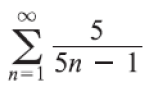 ∞
∑ 5 / (5n − 1)
n=1